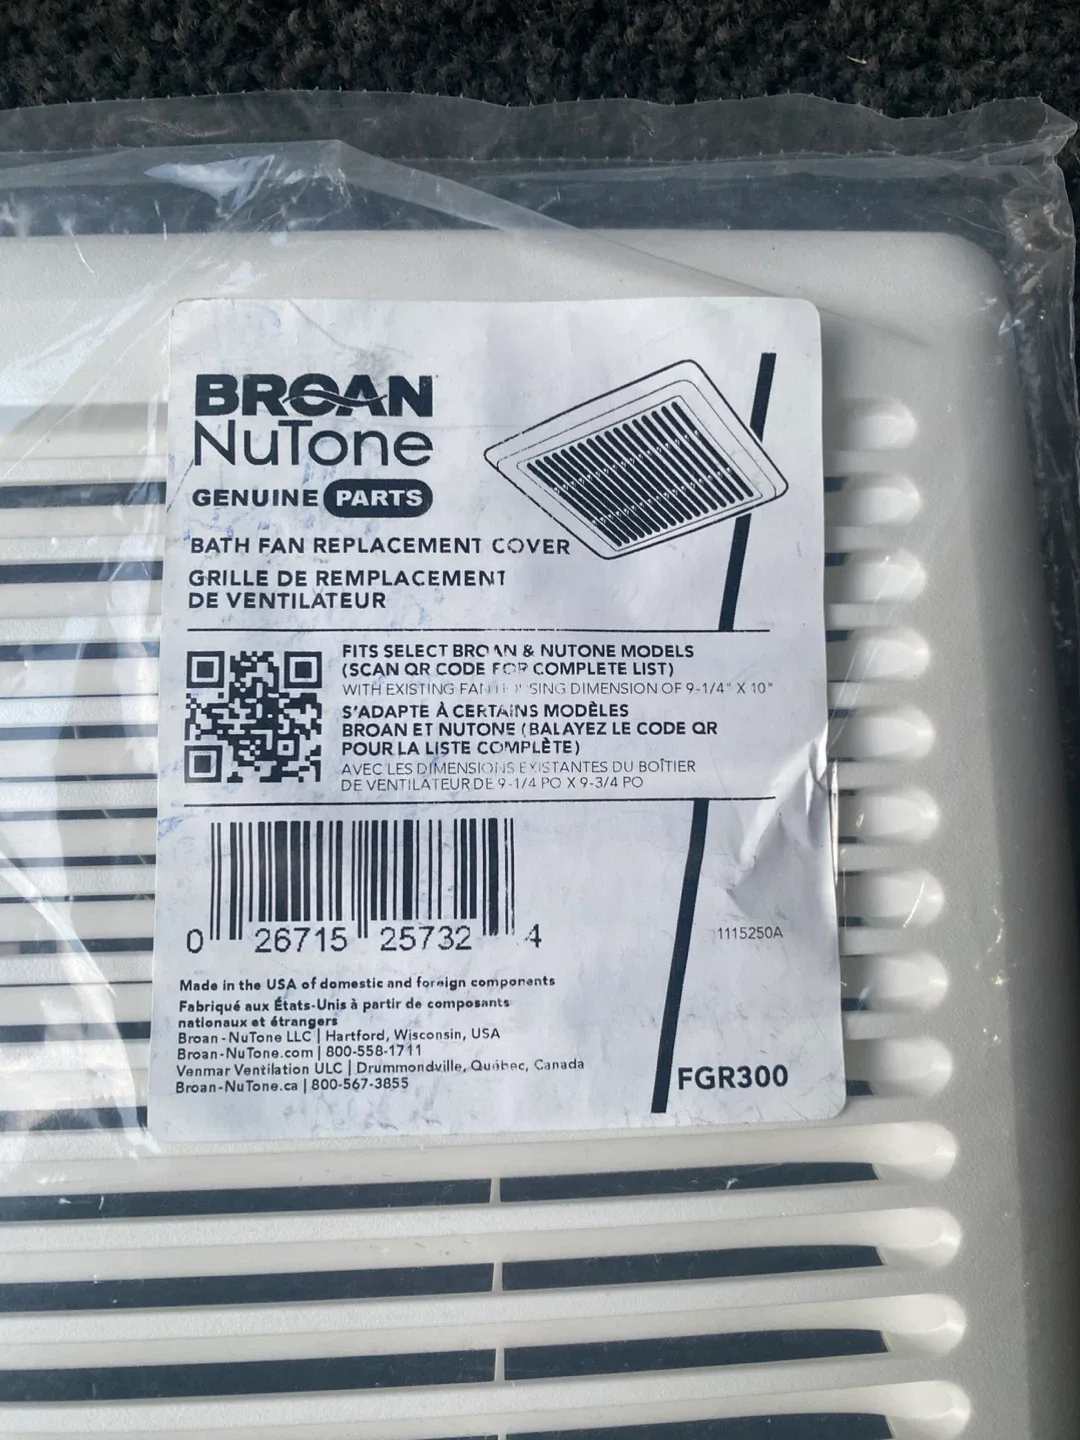 BROAN
NuTone
GENUINE PARTS
BATH FAN REPLACEMENT COVER
GRILLE DE REMPLACEMENT
DE VENTILATEUR
FITS SELECT BROAN & NUTONE MODELS
(SCAN QR CODE FOR COMPLETE LIST)
WITH EXISTING FAN HOUSING DIMENSION OF 9-1/4" X 10"
S'ADAPTE À CERTAINS MODÈLES
BROAN ET NUTONE (BALAYEZ LE CODE QR
POUR LA LISTE COMPLÈTE)
AVEC LES DIMENSIONS EXISTANTES DU BOÎTIER
DE VENTILATEUR DE 9-1/4 PO X 9-3/4 PO
0 26715 25732 4
1115250A
Made in the USA of domestic and foreign components
Fabriqué aux États-Unis à partir de composants
nationaux et étrangers
Broan-NuTone LLC | Hartford, Wisconsin, USA
Broan-NuTone.com | 800-558-1711
Venmar Ventilation ULC | Drummondville, Québec, Canada
Broan-NuTone.ca | 800-567-3855
FGR300